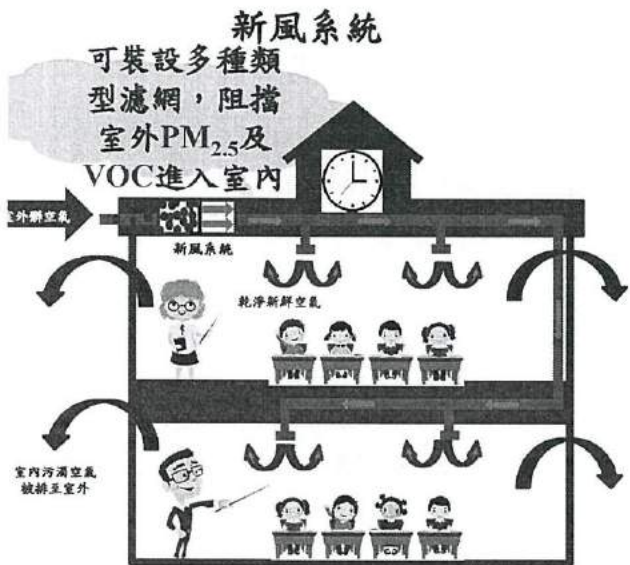 新風系統
可裝設多種類
型濾網，阻擋
室外PM2.5及
VOC進入室內
室外髒空氣
新風系統
乾淨新鮮空氣
室內污濁空氣
被排至室外